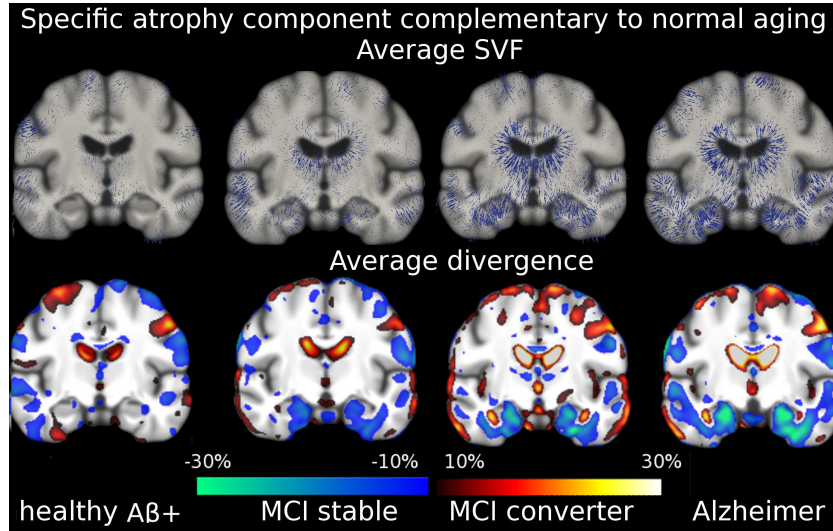 Specific atrophy component complementary to normal aging
Average SVF
Average divergence
-30% -10% 10% 30%
healthy Aß+ MCI stable MCI converter Alzheimer